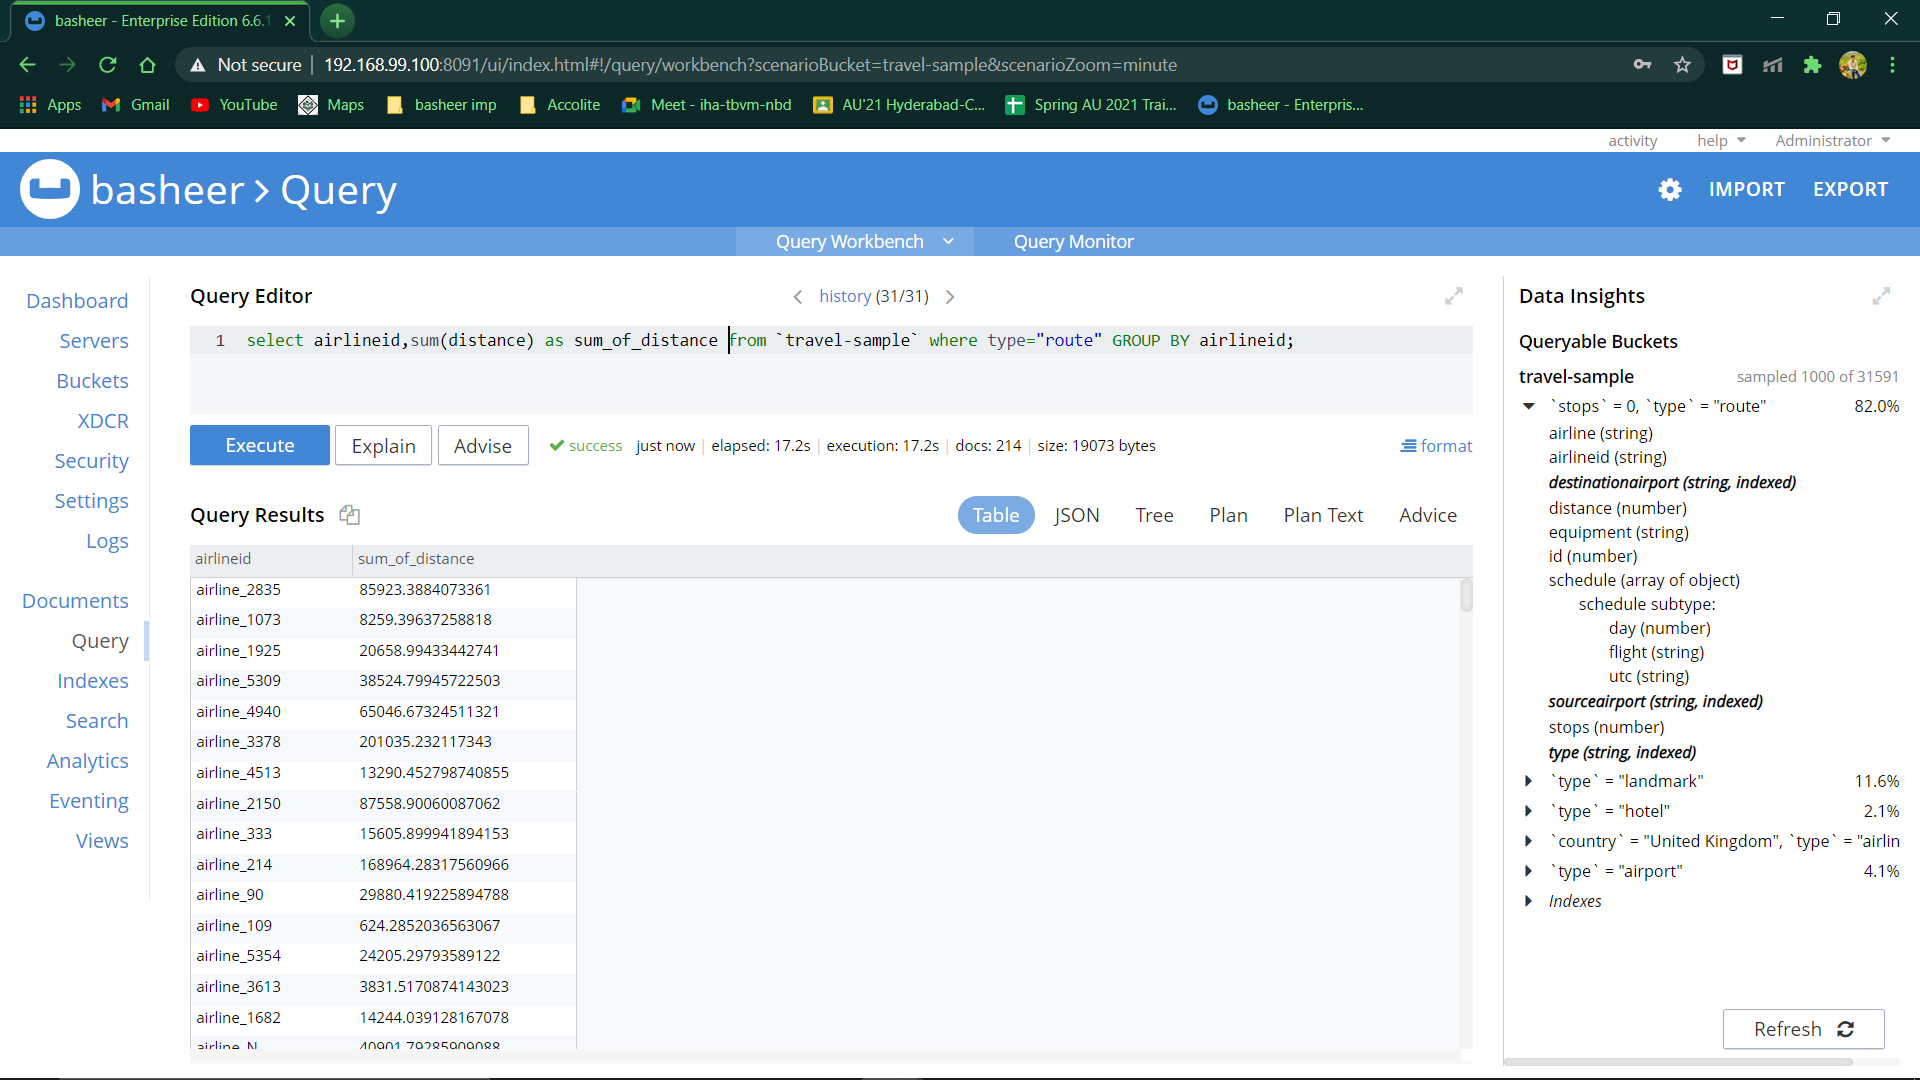 basheer - Enterprise Edition 6.6.1
Not secure 192.168.99.100:8091/ui/index.html#!/query/workbench?scenarioBucket=travel-sample&scenarioZoom=minute
Apps Gmail YouTube Maps basheer imp Accolite Meet - iha-tbvm-nbd AU'21 Hyderabad-C... Spring AU 2021 Trai... basheer - Enterpris...
activity help Administrator
basheer > Query
IMPORT EXPORT
Query Workbench Query Monitor
Dashboard
Servers
Buckets
XDCR
Security
Settings
Logs
Documents
Query
Indexes
Search
Analytics
Eventing
Views
Query Editor
history (31/31)
1 select airlineid,sum(distance) as sum_of_distance from `travel-sample` where type="route" GROUP BY airlineid;
Execute Explain Advise success just now | elapsed: 17.2s | execution: 17.2s | docs: 214 | size: 19073 bytes format
Query Results
Table JSON Tree Plan Plan Text Advice
airlineid sum_of_distance
airline_2835 85923.3884073361
airline_1073 8259.39637258818
airline_1925 20658.99433442741
airline_5309 38524.79945722503
airline_4940 65046.67324511321
airline_3378 201035.232117343
airline_4513 13290.452798740855
airline_2150 87558.90060087062
airline_333 15605.899941894153
airline_214 168964.28317560966
airline_90 29880.419225894788
airline_109 624.2852036563067
airline_5354 24205.29793589122
airline_3613 3831.5170874143023
airline_1682 14244.039128167078
Data Insights
Queryable Buckets
travel-sample sampled 1000 of 31591
`stops` = 0, `type` = "route" 82.0%
airline (string)
airlineid (string)
destinationairport (string, indexed)
distance (number)
equipment (string)
id (number)
schedule (array of object)
schedule subtype:
day (number)
flight (string)
utc (string)
sourceairport (string, indexed)
stops (number)
type (string, indexed)
`type` = "landmark" 11.6%
`type` = "hotel" 2.1%
`country` = "United Kingdom", `type` = "airlin
`type` = "airport" 4.1%
Indexes
Refresh